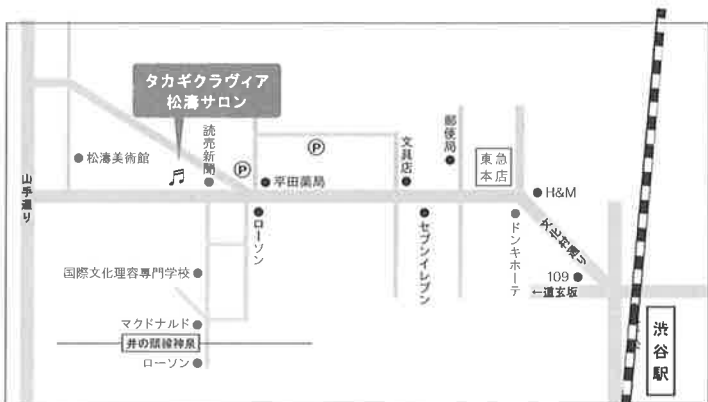 タカギクラヴィア
松濤サロン
読売新聞
松濤美術館
山手通り
Ⓟ
Ⓟ
平田薬局
文具店
郵便局
東急
本店
H&M
文化村通り
ローソン
セブンイレブン
ドンキホーテ
109
←道玄坂
国際文化理容専門学校
マクドナルド
井の頭線神泉
ローソン
渋谷駅